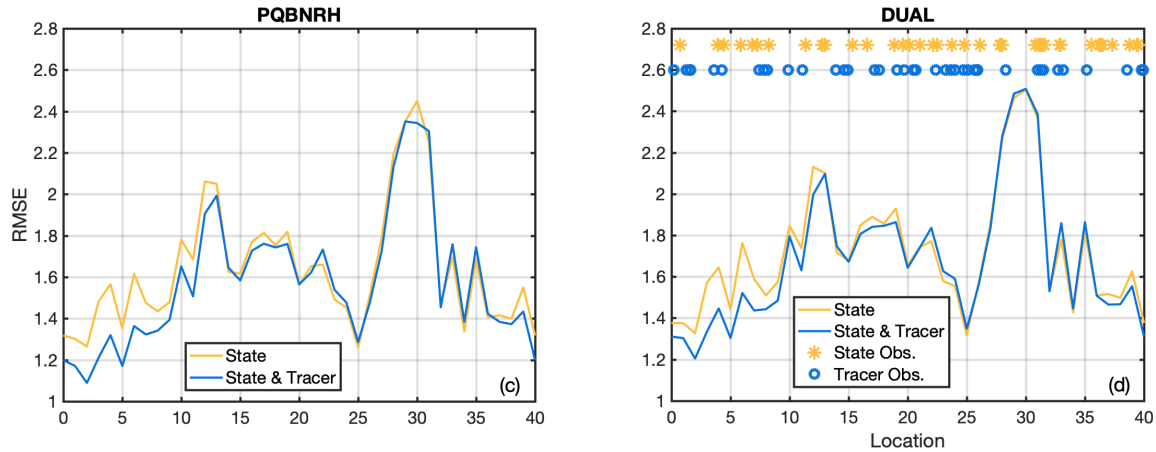 PQBNRH
2.8
2.6
2.4
2.2
2
1.8
1.6
1.4
1.2
1
RMSE
State
State & Tracer
(c)
0 5 10 15 20 25 30 35 40
DUAL
2.8
2.6
2.4
2.2
2
1.8
1.6
1.4
1.2
1
State
State & Tracer
State Obs.
Tracer Obs.
(d)
0 5 10 15 20 25 30 35 40
Location